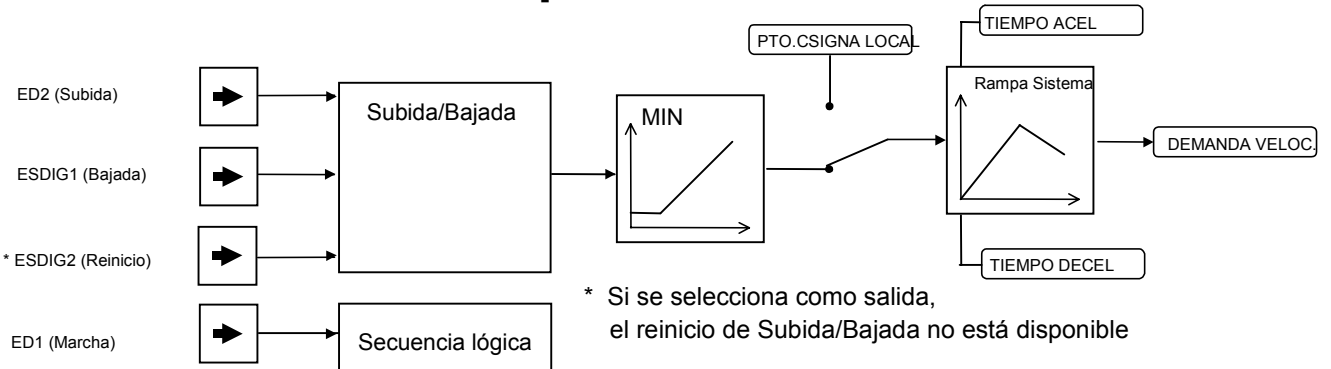 TIEMPO ACEL
PTO.CSIGNA LOCAL
ED2 (Subida)
Subida/Bajada
MIN
Rampa Sistema
DEMANDA VELOC.
ESDIG1 (Bajada)
* ESDIG2 (Reinicio)
TIEMPO DECEL
* Si se selecciona como salida,
el reinicio de Subida/Bajada no está disponible
ED1 (Marcha)
Secuencia lógica